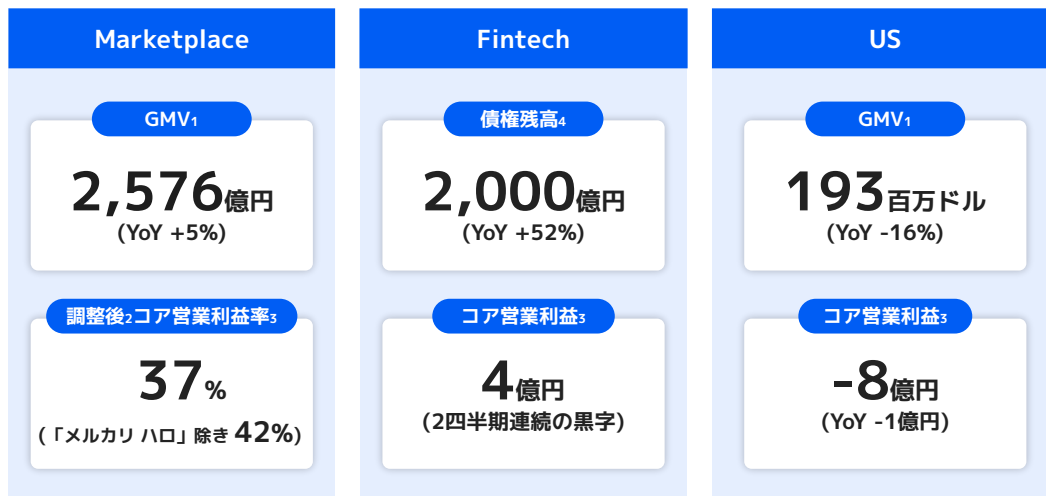 Marketplace
GMV1
2,576億円
(YoY +5%)
調整後2コア営業利益率3
37%
(「メルカリ ハロ」除き 42%)
Fintech
債権残高4
2,000億円
(YoY +52%)
コア営業利益3
4億円
(2四半期連続の黒字)
US
GMV1
193百万ドル
(YoY -16%)
コア営業利益3
-8億円
(YoY -1億円)